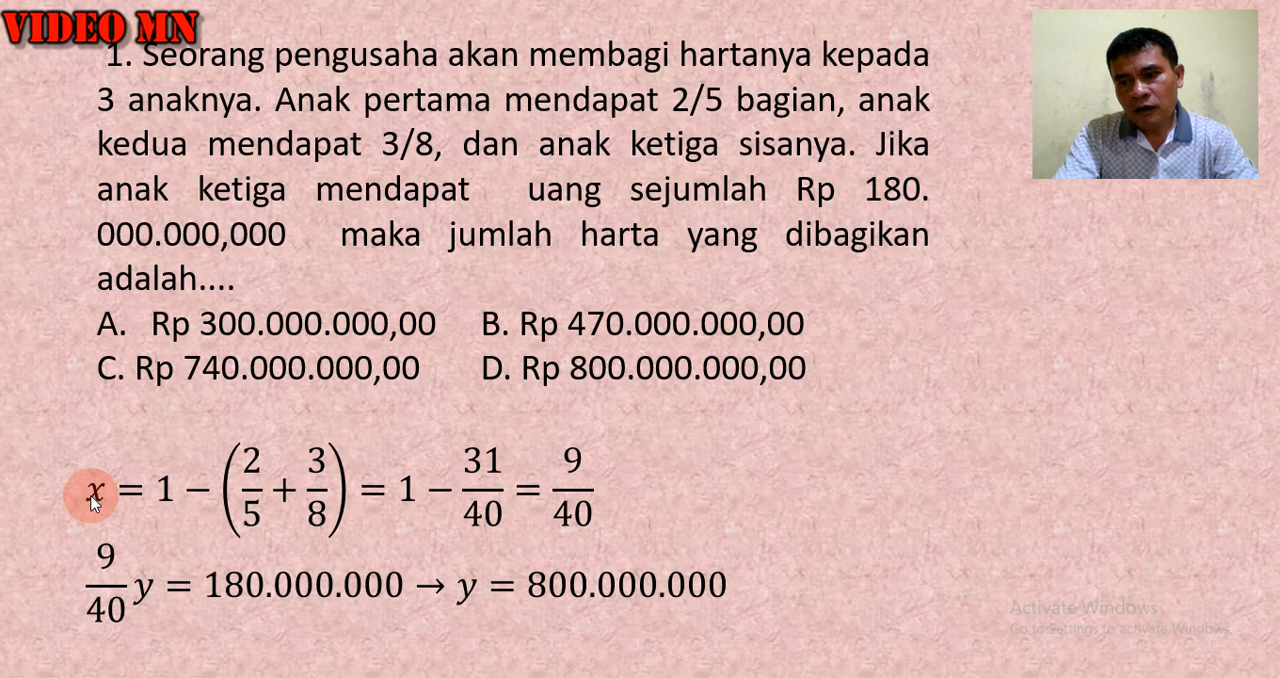 VIDEO MN
1. Seorang pengusaha akan membagi hartanya kepada
3 anaknya. Anak pertama mendapat 2/5 bagian, anak
kedua mendapat 3/8, dan anak ketiga sisanya. Jika
anak ketiga mendapat uang sejumlah Rp 180.
000.000,000 maka jumlah harta yang dibagikan
adalah....
A. Rp 300.000.000,00 B. Rp 470.000.000,00
C. Rp 740.000.000,00 D. Rp 800.000.000,00
x = 1 − (2/5 + 3/8) = 1 − 31/40 = 9/40
9/40 y = 180.000.000 → y = 800.000.000
Activate Windows
Go to Settings to activate Windows.